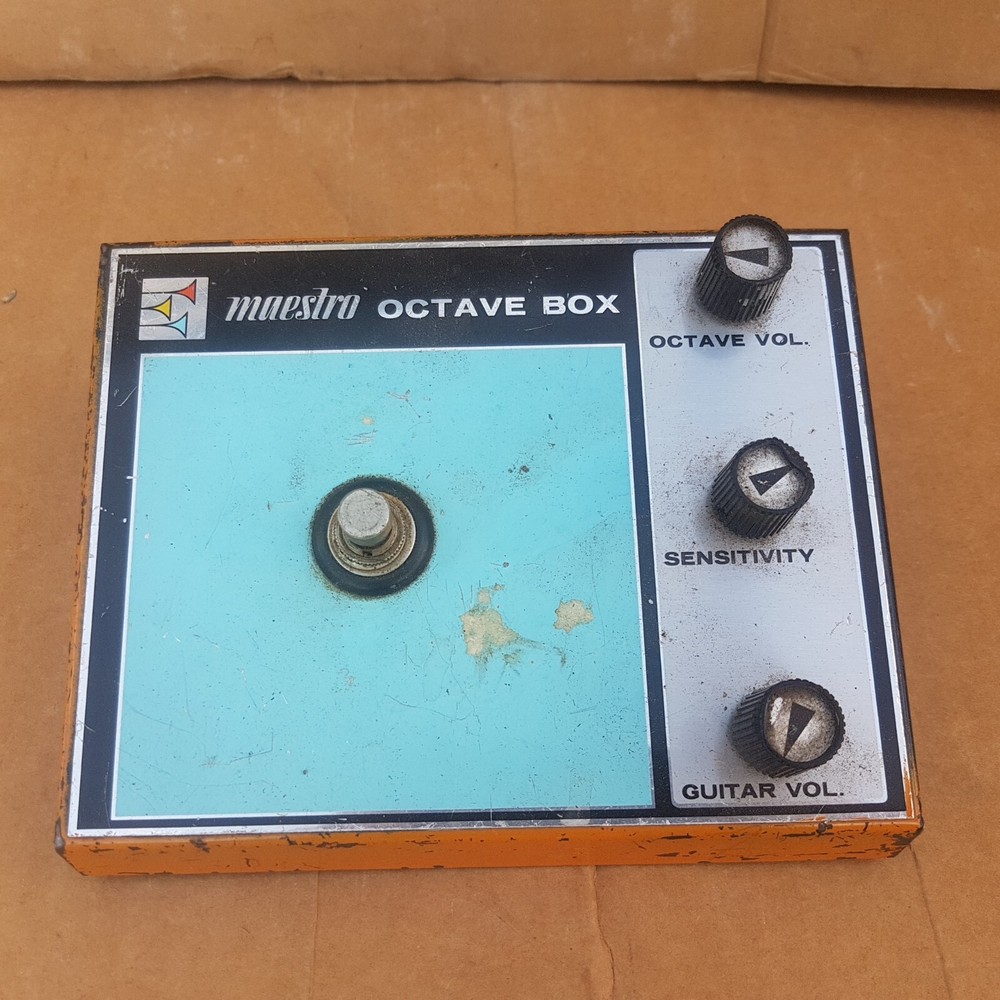 maestro OCTAVE BOX
OCTAVE VOL.
SENSITIVITY
GUITAR VOL.